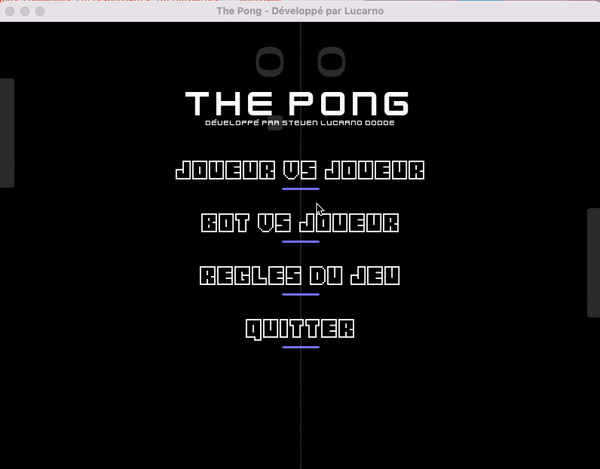 The Pong - Développé par Lucarno
0 0
THE PONG
DÉVELOPPÉ PAR STEVEN LUCARNO DODDE
JOUEUR VS JOUEUR
BOT VS JOUEUR
REGLES DU JEU
QUITTER